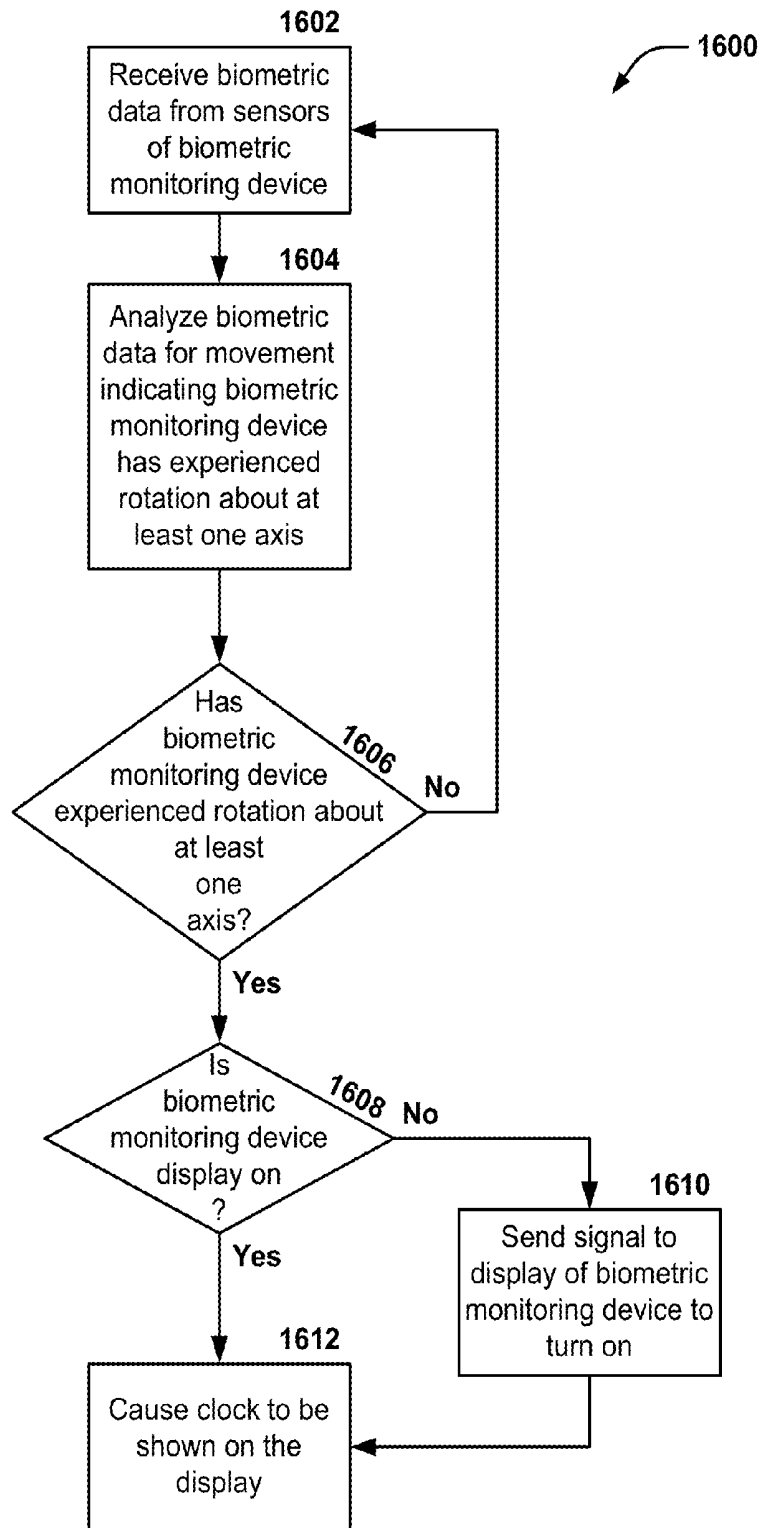 1602
1600
Receive biometric
data from sensors
of biometric
monitoring device
1604
Analyze biometric
data for movement
indicating biometric
monitoring device
has experienced
rotation about at
least one axis
Has
biometric
monitoring device
experienced rotation about
at least
one
axis?
1606
No
Yes
Is
biometric
monitoring device
display on
?
1608
No
Yes
1610
Send signal to
display of biometric
monitoring device to
turn on
1612
Cause clock to be
shown on the
display